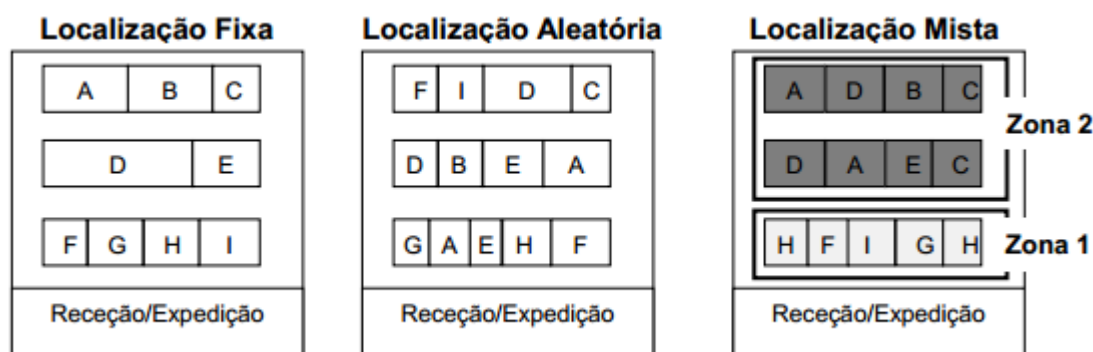 Localização Fixa
A B C
D E
F G H I
Receção/Expedição
Localização Aleatória
F I D C
D B E A
G A E H F
Receção/Expedição
Localização Mista
A D B C
Zona 2
D A E C
H F I G H
Zona 1
Receção/Expedição